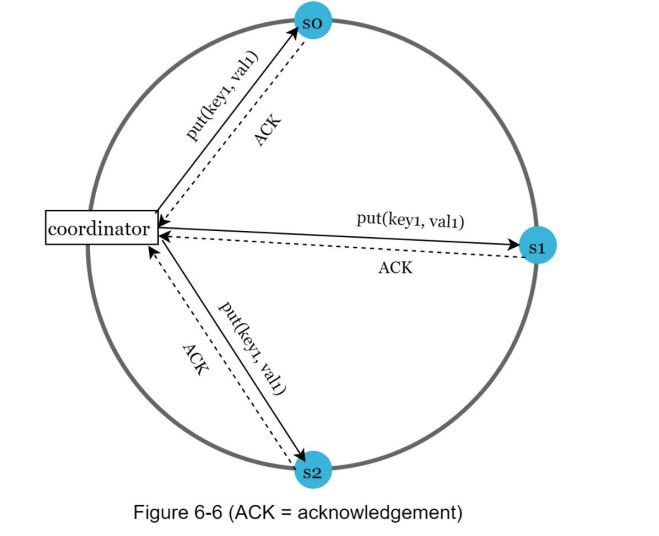 s0
put(key1, val1)
ACK
put(key1, val1)
coordinator
s1
ACK
put(key1, val1)
ACK
s2
Figure 6-6 (ACK = acknowledgement)